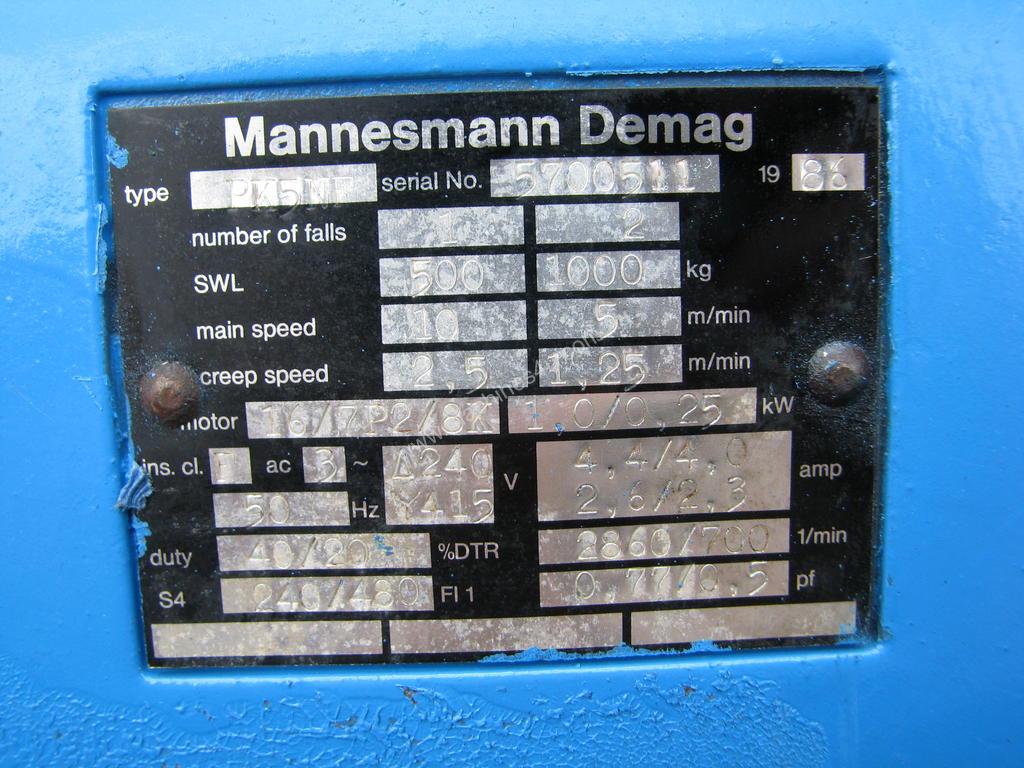 Mannesmann Demag
type PK5NF serial No. 5700511 19 86
number of falls 1 2
SWL 500 1000 kg
main speed 10 5 m/min
creep speed 2,5 1,25 m/min
motor 16/7P2/8K 1,0/0,25 kW
ins. cl. F ac 3 ~ Δ240 V 4,4/4,0 amp
50 Hz Y415 2,6/2,3
duty 40/20 %DTR 2860/700 1/min
S4 240/480 FI 1 0,77/0,5 pf